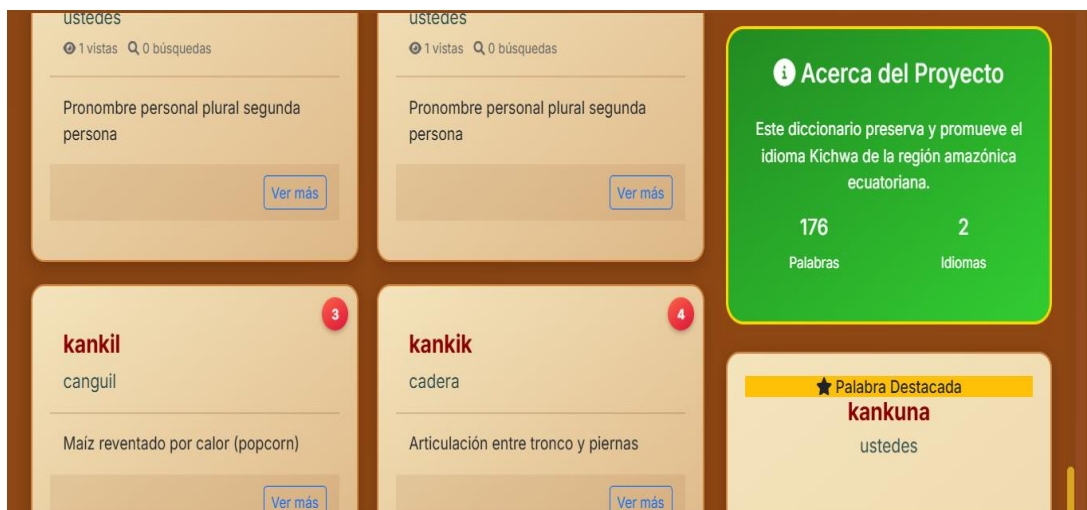 ustedes
1 vistas 0 búsquedas
Pronombre personal plural segunda
persona
Ver más
ustedes
1 vistas 0 búsquedas
Pronombre personal plural segunda
persona
Ver más
3
kankil
canguil
Maíz reventado por calor (popcorn)
Ver más
4
kankik
cadera
Articulación entre tronco y piernas
Ver más
Acerca del Proyecto
Este diccionario preserva y promueve el
idioma Kichwa de la región amazónica
ecuatoriana.
176 2
Palabras Idiomas
Palabra Destacada
kankuna
ustedes